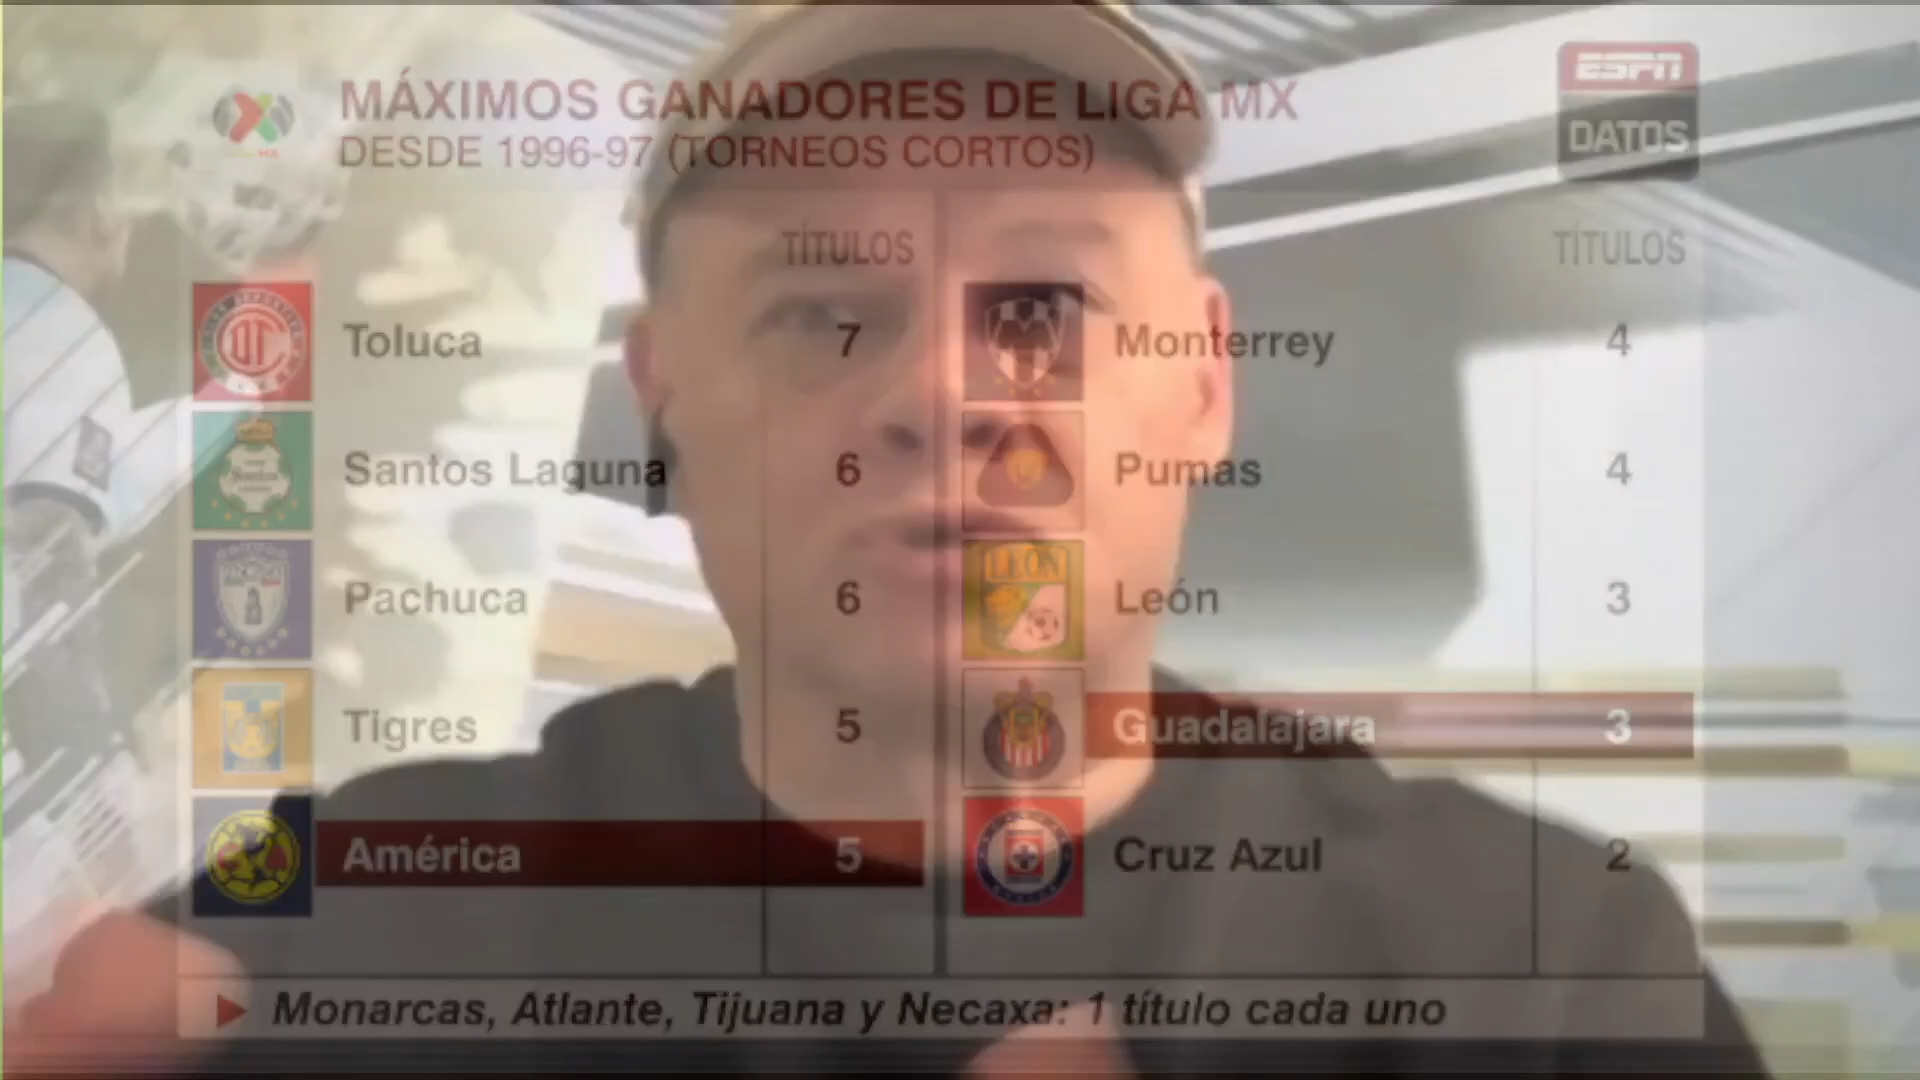 MÁXIMOS GANADORES DE LIGA MX
DESDE 1996-97 (TORNEOS CORTOS)
ESPN
DATOS
TÍTULOS
TÍTULOS
Toluca 7
Monterrey 4
Santos Laguna 6
Pumas 4
Pachuca 6
LEÓN
León 3
Tigres 5
Guadalajara 3
América 5
Cruz Azul 2
Monarcas, Atlante, Tijuana y Necaxa: 1 título cada uno